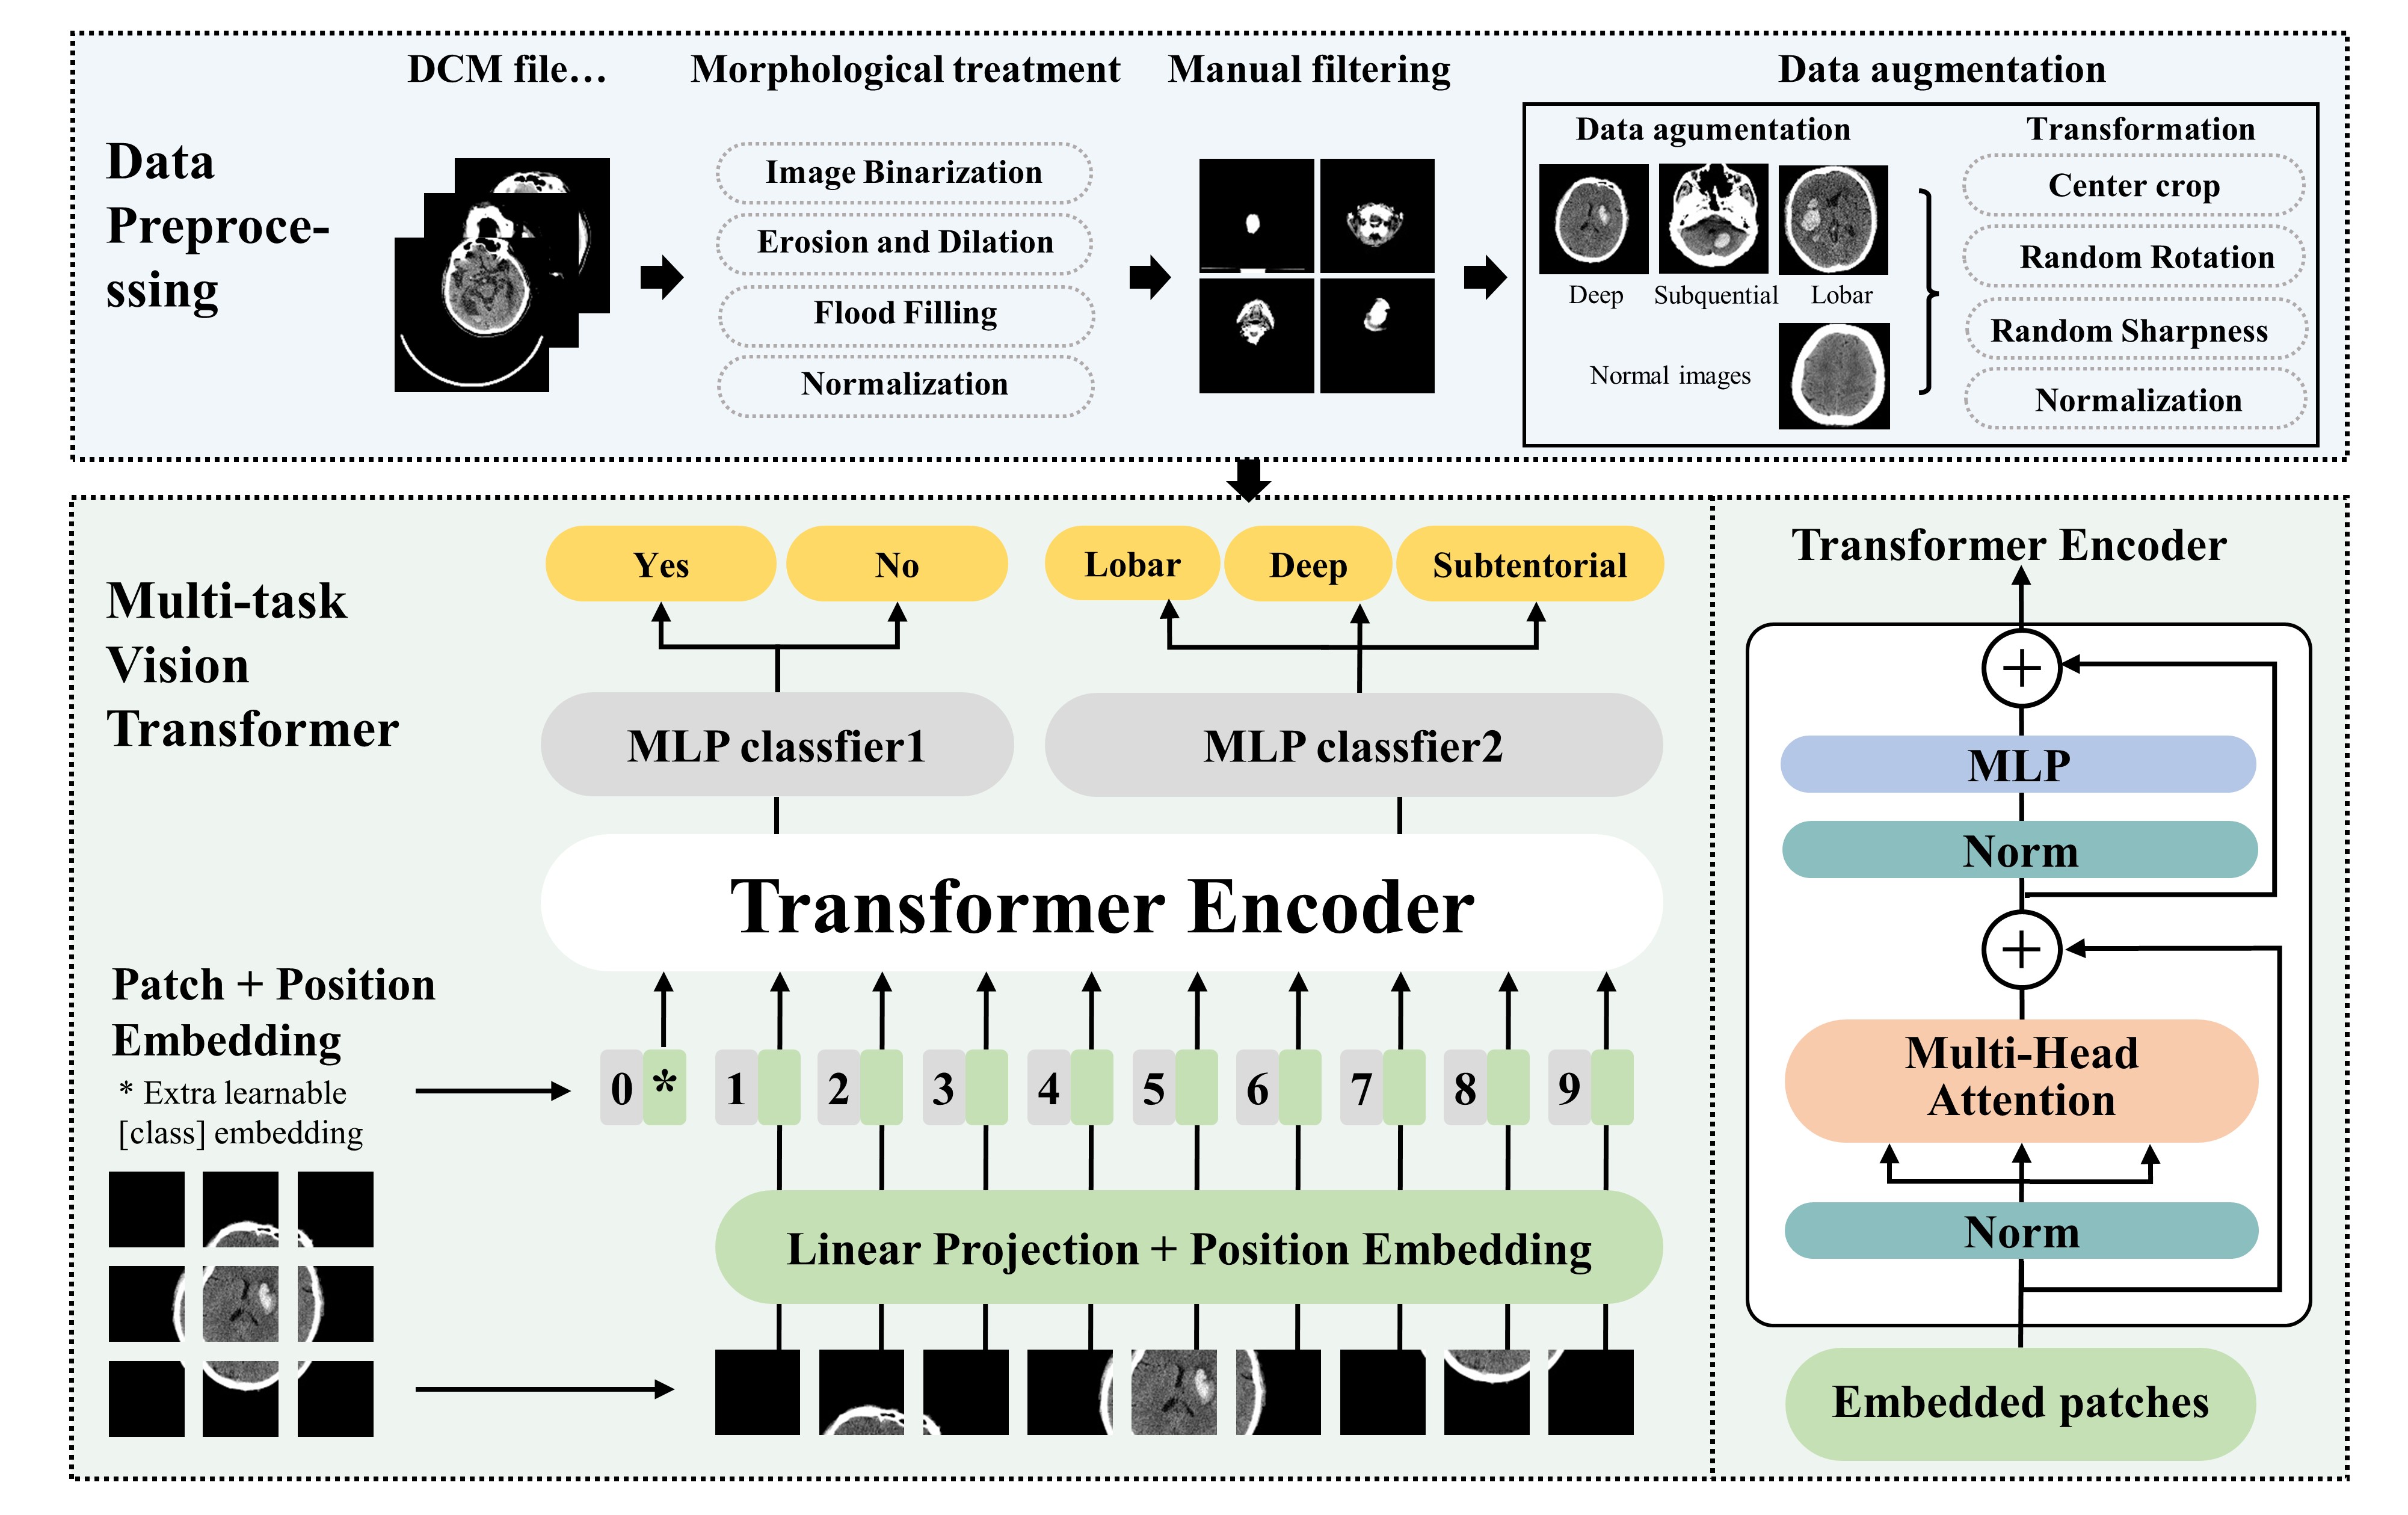 DCM file…
Morphological treatment
Manual filtering
Data augmentation
Data
Preproce-
ssing
Image Binarization
Erosion and Dilation
Flood Filling
Normalization
Data agumentation
Deep
Subquential
Lobar
Normal images
Transformation
Center crop
Random Rotation
Random Sharpness
Normalization
Multi-task
Vision
Transformer
Yes
No
Lobar
Deep
Subtentorial
MLP classfier1
MLP classfier2
Transformer Encoder
Patch + Position
Embedding
* Extra learnable
[class] embedding
0 * 1 2 3 4 5 6 7 8 9
Linear Projection + Position Embedding
Transformer Encoder
MLP
Norm
Multi-Head
Attention
Norm
Embedded patches